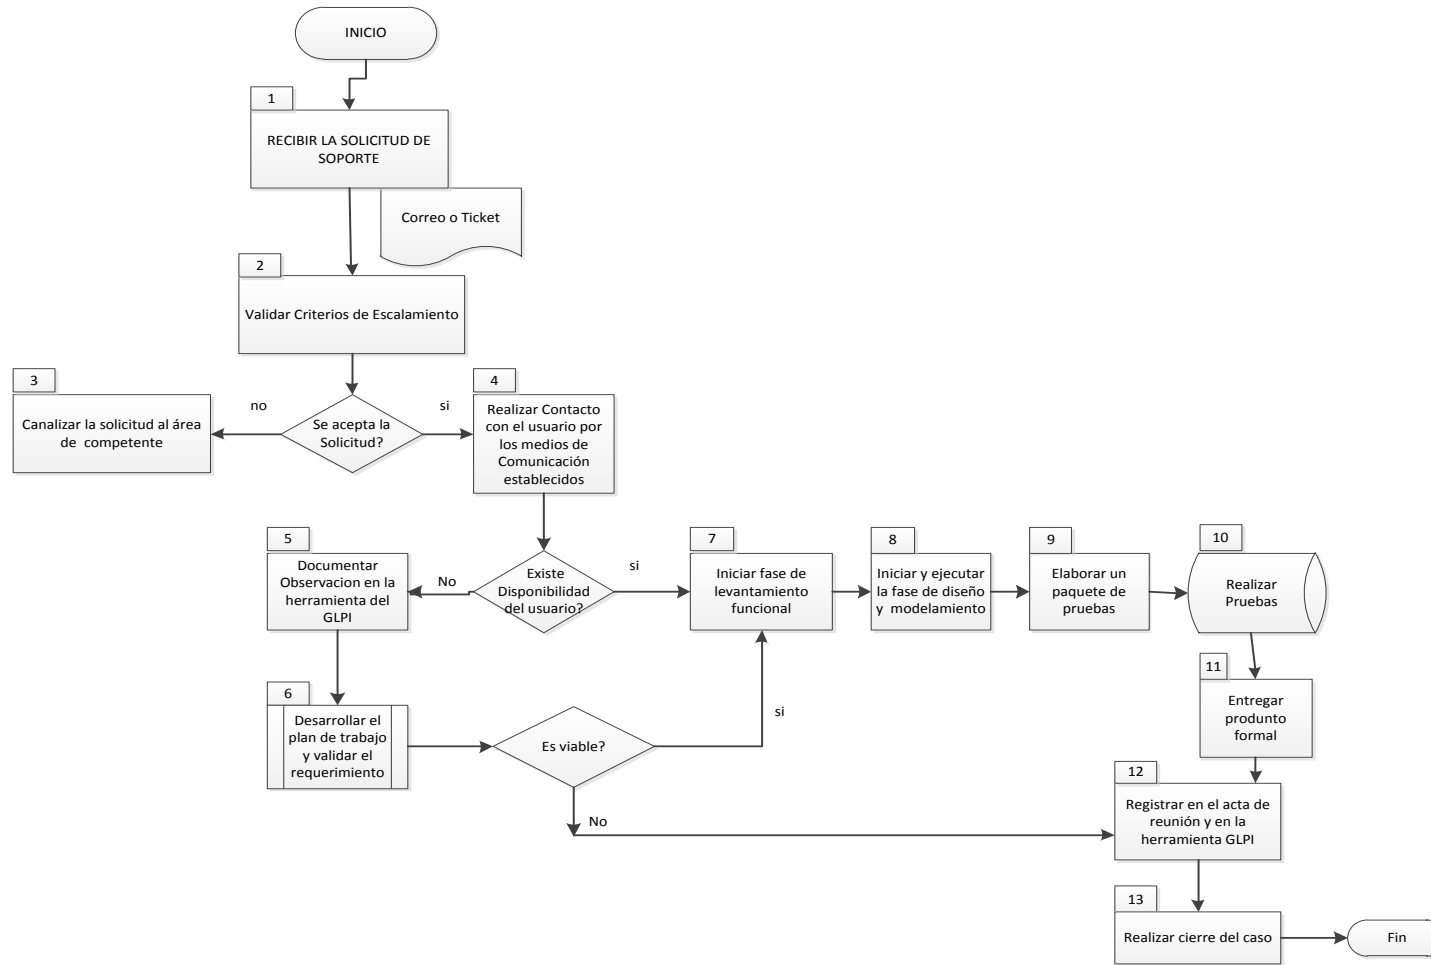 INICIO
1
RECIBIR LA SOLICITUD DE
SOPORTE
Correo o Ticket
2
Validar Criterios de Escalamiento
3
Canalizar la solicitud al área
de competente
no
Se acepta la
Solicitud?
si
4
Realizar Contacto
con el usuario por
los medios de
Comunicación
establecidos
5
Documentar
Observacion en la
herramienta del
GLPI
No
Existe
Disponibilidad
del usuario?
si
7
Iniciar fase de
levantamiento
funcional
8
Iniciar y ejecutar
la fase de diseño
y modelamiento
9
Elaborar un
paquete de
pruebas
10
Realizar
Pruebas
6
Desarrollar el
plan de trabajo
y validar el
requerimiento
Es viable?
si
No
11
Entregar
produnto
formal
12
Registrar en el acta de
reunión y en la
herramienta GLPI
13
Realizar cierre del caso
Fin